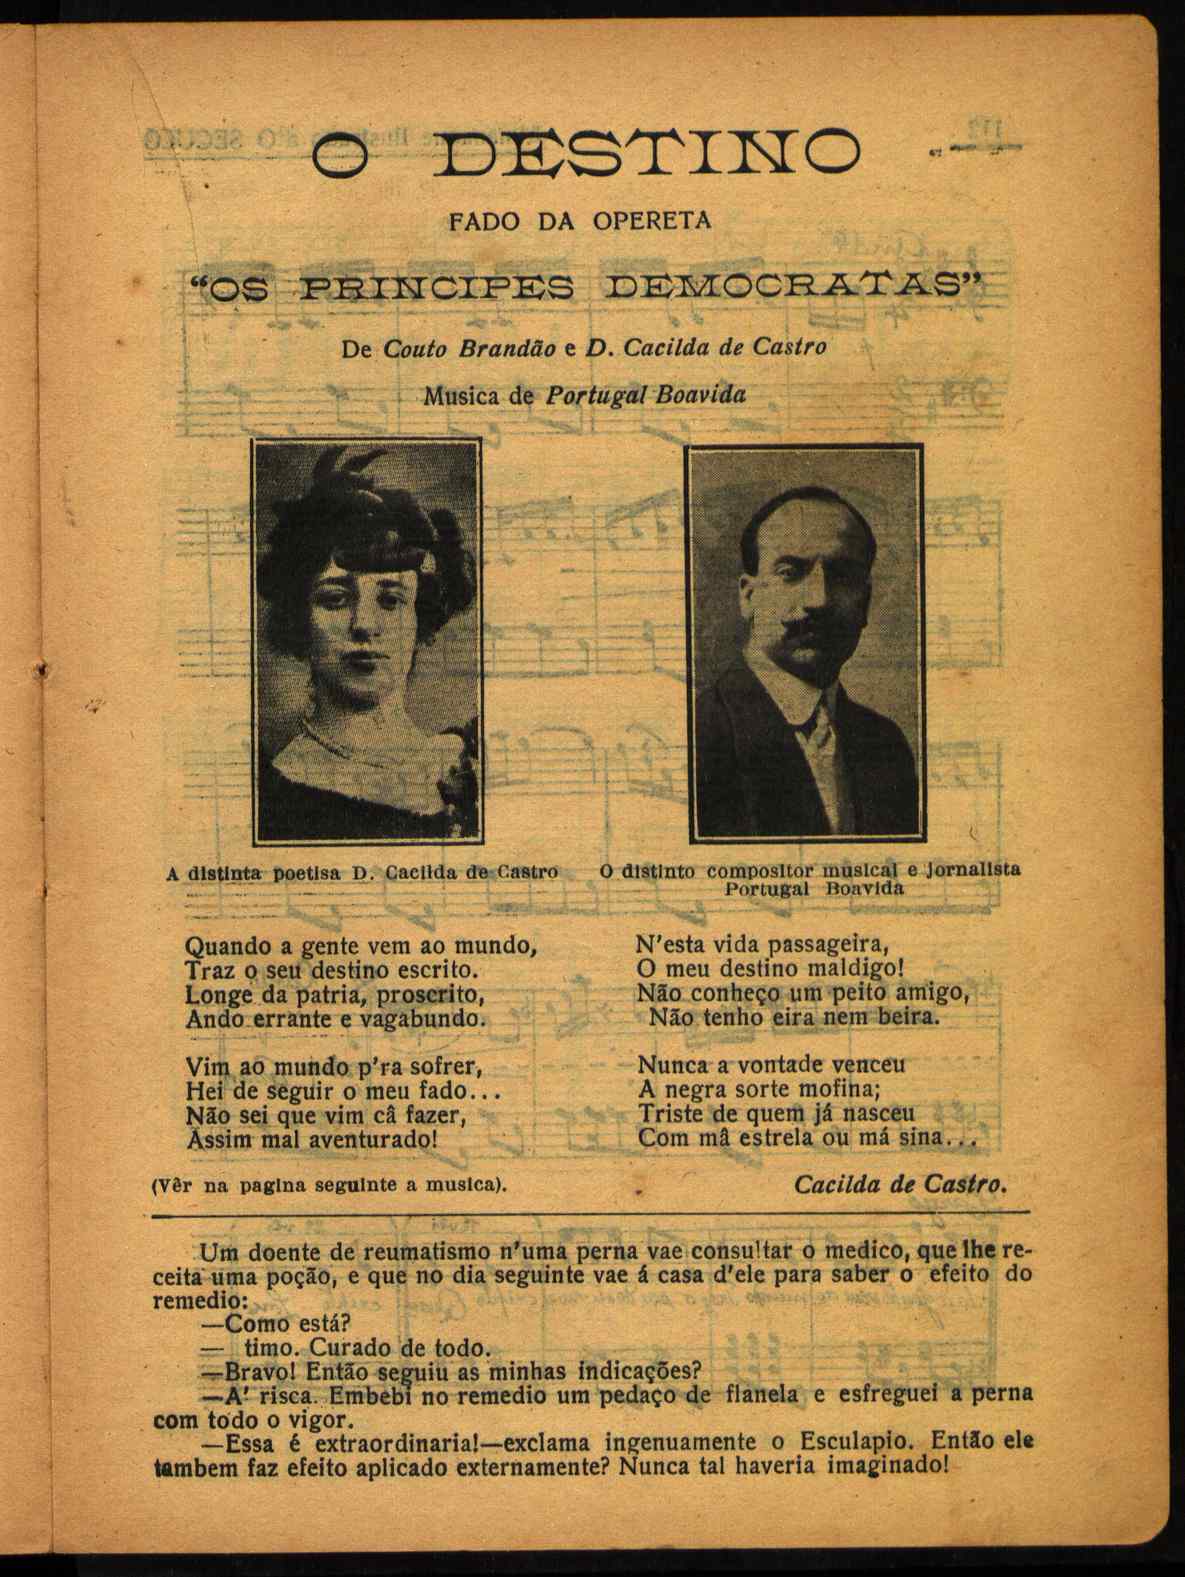 O DESTINO
FADO DA OPERETA
“OS PRINCIPES DEMOCRATAS”
De Couto Brandão e D. Cacilda de Castro
Musica de Portugal Boavida
A distinta poetisa D. Cacilda de Castro
O distinto compositor musical e jornalista
Portugal Boavida
Quando a gente vem ao mundo,
Traz o seu destino escrito.
Longe da patria, proscrito,
Ando errante e vagabundo.
Vim ao mundo p'ra sofrer,
Hei de seguir o meu fado...
Não sei que vim câ fazer,
Assim mal aventurado!
N'esta vida passageira,
O meu destino maldigo!
Não conheço um peito amigo,
Não tenho eira nem beira.
Nunca a vontade venceu
A negra sorte mofina;
Triste de quem já nasceu
Com mâ estrela ou má sina...
(Vêr na pagina seguinte a musica).
Cacilda de Castro.
Um doente de reumatismo n'uma perna vae consultar o medico, que lhe re-
ceita uma poção, e que no dia seguinte vae á casa d'ele para saber o efeito do
remedio:
—Como está?
— timo. Curado de todo.
—Bravo! Então seguiu as minhas indicações?
—A' risca. Embebi no remedio um pedaço de flanela e esfreguei a perna
com todo o vigor.
—Essa é extraordinaria!—exclama ingenuamente o Esculapio. Então ele
tambem faz efeito aplicado externamente? Nunca tal haveria imaginado!